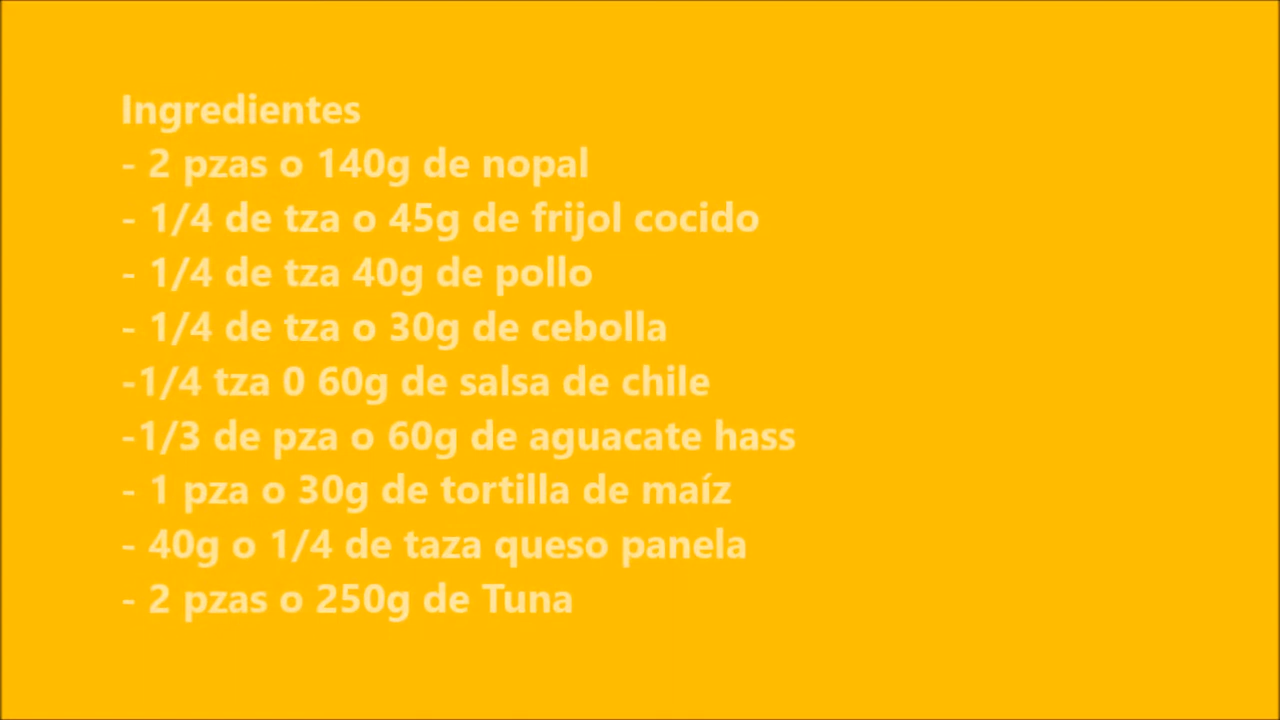 Ingredientes
- 2 pzas o 140g de nopal
- 1/4 de tza o 45g de frijol cocido
- 1/4 de tza 40g de pollo
- 1/4 de tza o 30g de cebolla
-1/4 tza 0 60g de salsa de chile
-1/3 de pza o 60g de aguacate hass
- 1 pza o 30g de tortilla de maíz
- 40g o 1/4 de taza queso panela
- 2 pzas o 250g de Tuna